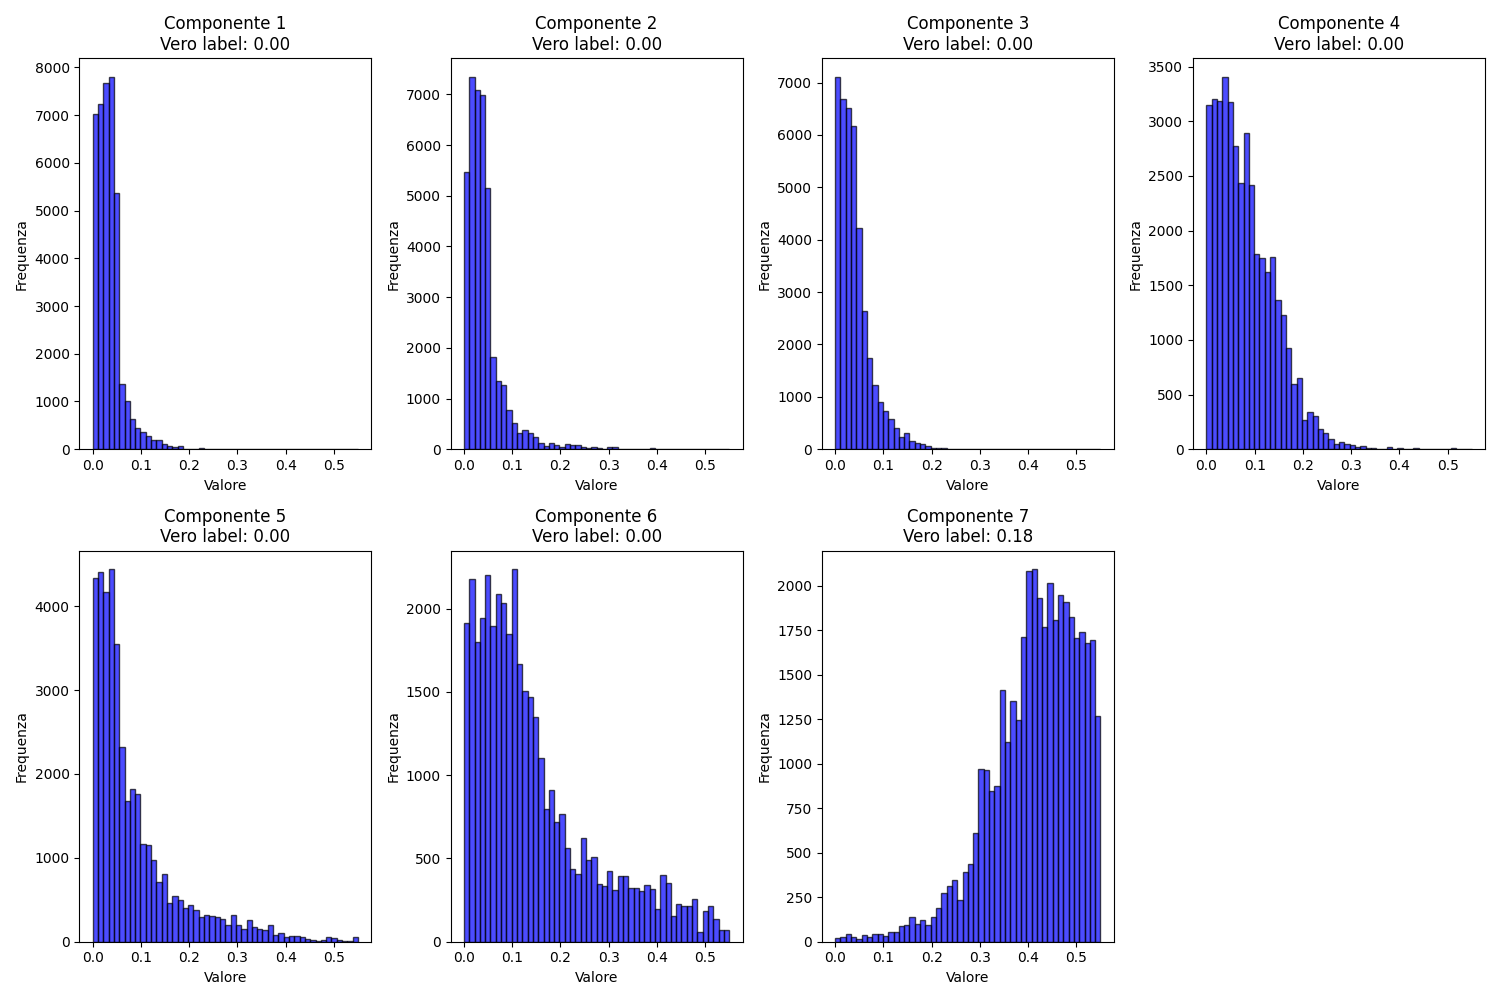 Componente 1
Vero label: 0.00
8000
7000
6000
5000
4000
3000
2000
1000
0
Frequenza
0.0 0.1 0.2 0.3 0.4 0.5
Valore
Componente 2
Vero label: 0.00
7000
6000
5000
4000
3000
2000
1000
0
Frequenza
0.0 0.1 0.2 0.3 0.4 0.5
Valore
Componente 3
Vero label: 0.00
7000
6000
5000
4000
3000
2000
1000
0
Frequenza
0.0 0.1 0.2 0.3 0.4 0.5
Valore
Componente 4
Vero label: 0.00
3500
3000
2500
2000
1500
1000
500
0
Frequenza
0.0 0.1 0.2 0.3 0.4 0.5
Valore
Componente 5
Vero label: 0.00
4000
3000
2000
1000
0
Frequenza
0.0 0.1 0.2 0.3 0.4 0.5
Valore
Componente 6
Vero label: 0.00
2000
1500
1000
500
0
Frequenza
0.0 0.1 0.2 0.3 0.4 0.5
Valore
Componente 7
Vero label: 0.18
2000
1750
1500
1250
1000
750
500
250
0
Frequenza
0.0 0.1 0.2 0.3 0.4 0.5
Valore